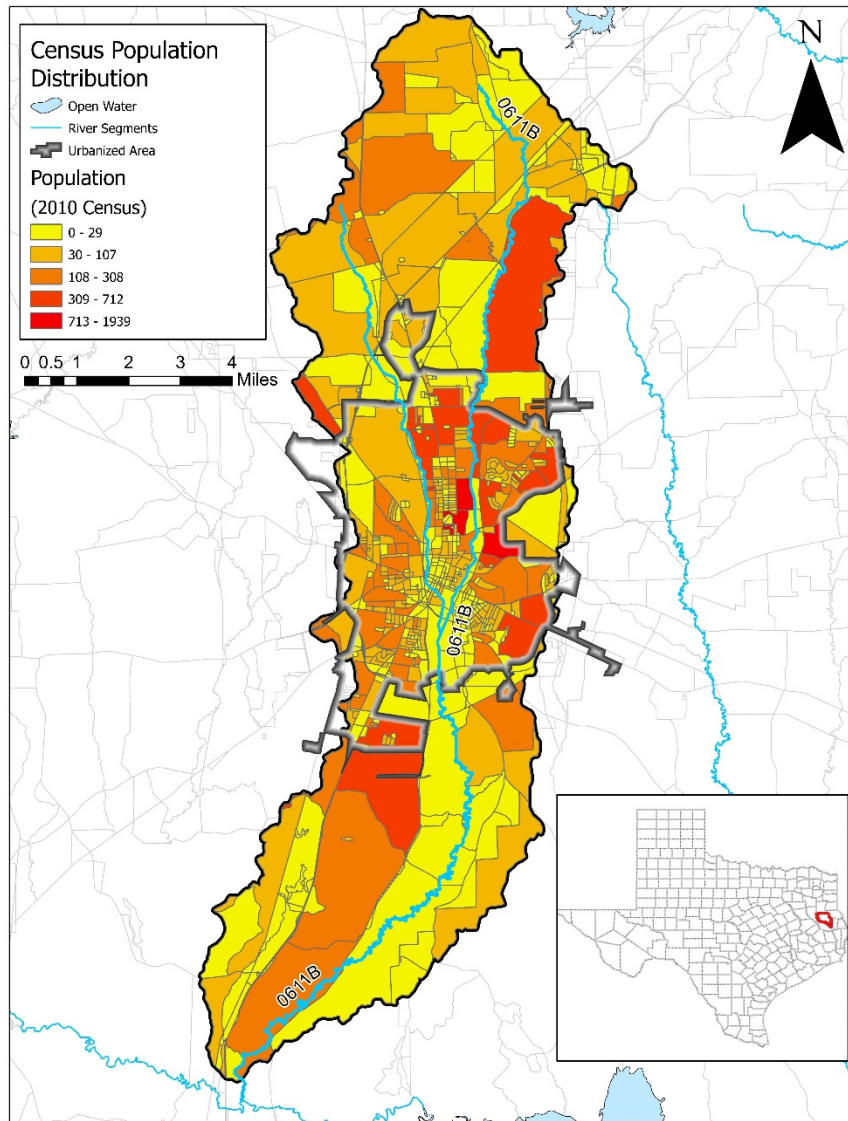 Census Population
Distribution
Open Water
River Segments
Urbanized Area
Population
(2010 Census)
0 - 29
30 - 107
108 - 308
309 - 712
713 - 1939
0 0.5 1 2 3 4
Miles
N
0611B
0611B
0611B